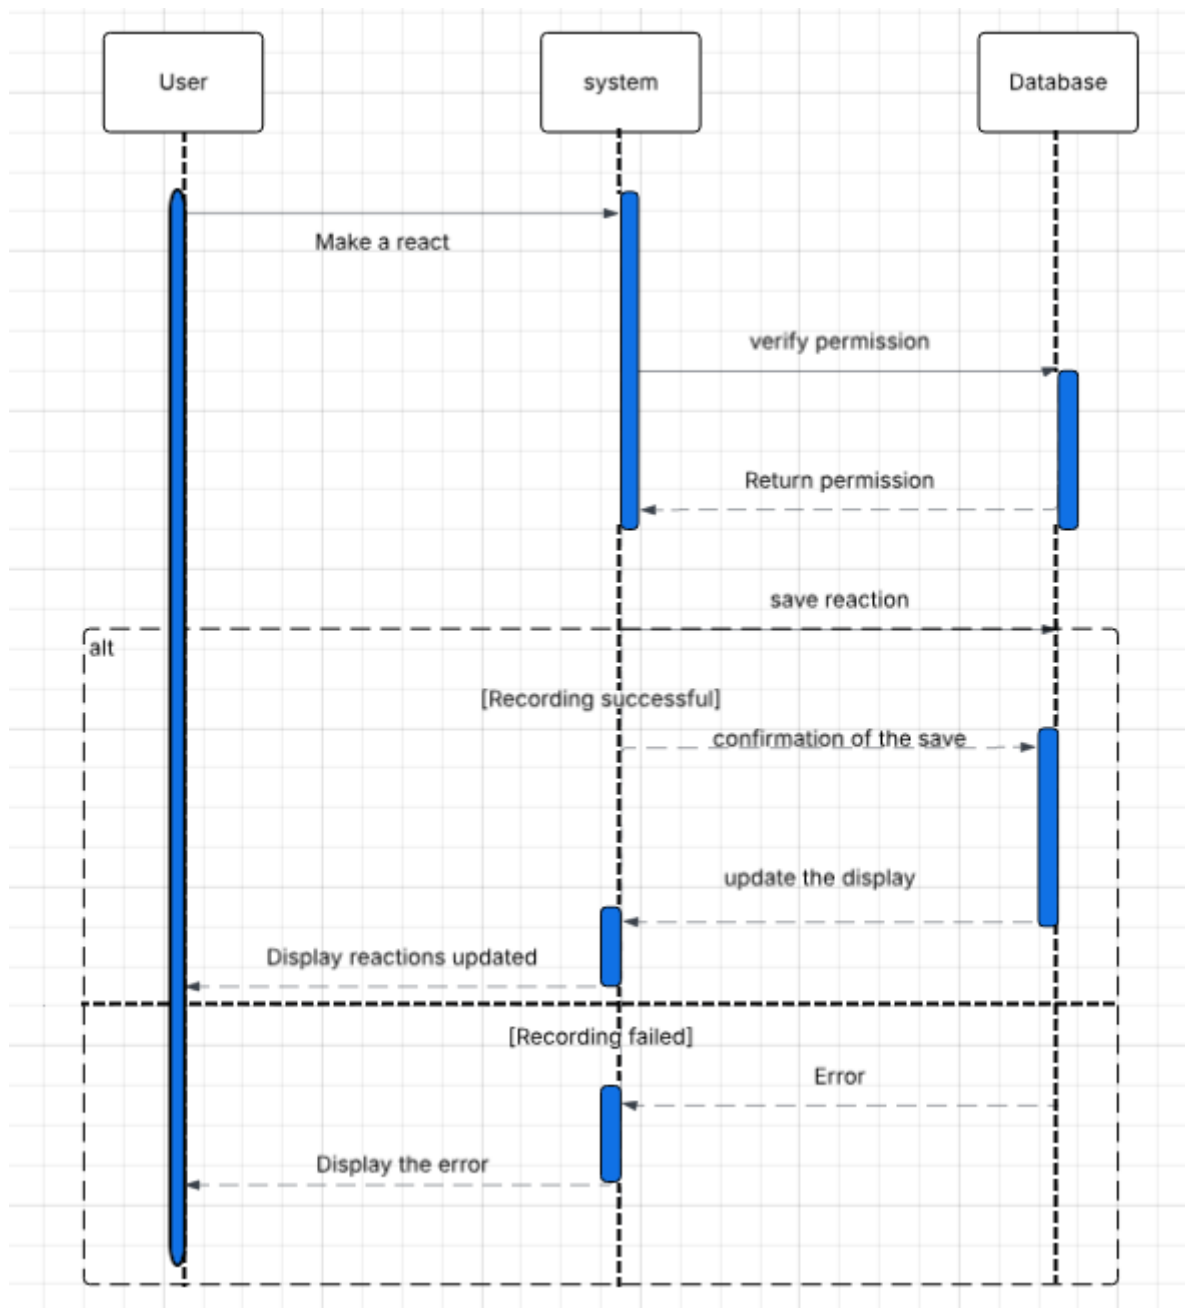 User
system
Database
Make a react
verify permission
Return permission
save reaction
alt
[Recording successful]
confirmation of the save
update the display
Display reactions updated
[Recording failed]
Error
Display the error